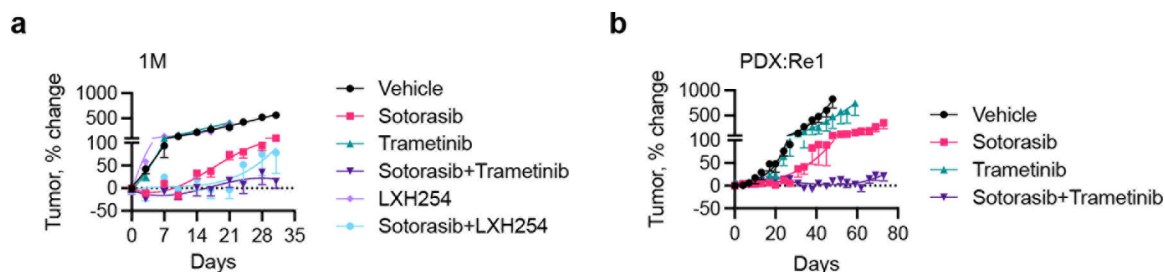 a
1M
Tumor, % change
1000
500
100
50
0
-50
0 7 14 21 28 35
Days
Vehicle
Sotorasib
Trametinib
Sotorasib+Trametinib
LXH254
Sotorasib+LXH254
b
PDX:Re1
Tumor, % change
1000
500
100
50
0
-50
0 20 40 60 80
Days
Vehicle
Sotorasib
Trametinib
Sotorasib+Trametinib